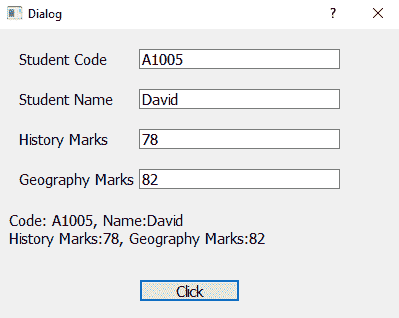 Dialog ?
Student Code A1005
Student Name David
History Marks 78
Geography Marks 82
Code: A1005, Name:David
History Marks:78, Geography Marks:82
Click